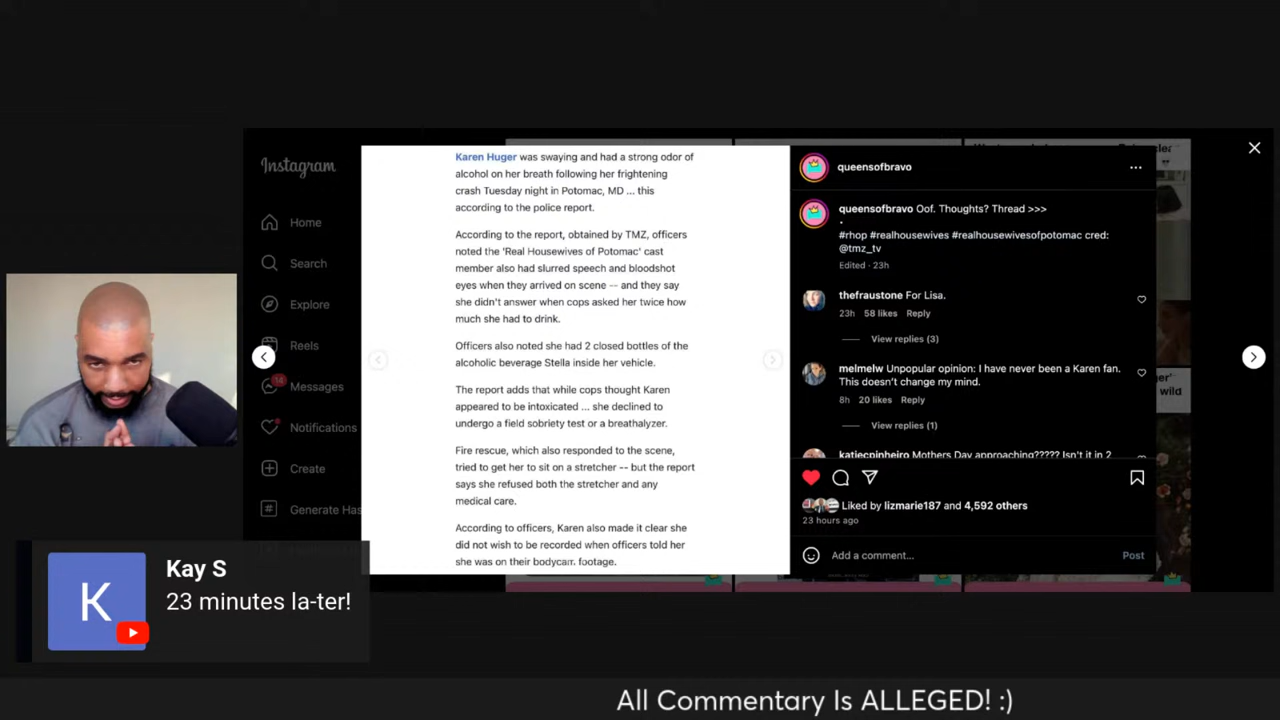 Instagram
Home
Search
Explore
Reels
14
Messages
Notifications
Create
Generate Has
Karen Huger was swaying and had a strong odor of
alcohol on her breath following her frightening
crash Tuesday night in Potomac, MD ... this
according to the police report.
According to the report, obtained by TMZ, officers
noted the 'Real Housewives of Potomac' cast
member also had slurred speech and bloodshot
eyes when they arrived on scene -- and they say
she didn't answer when cops asked her twice how
much she had to drink.
Officers also noted she had 2 closed bottles of the
alcoholic beverage Stella inside her vehicle.
The report adds that while cops thought Karen
appeared to be intoxicated ... she declined to
undergo a field sobriety test or a breathalyzer.
Fire rescue, which also responded to the scene,
tried to get her to sit on a stretcher -- but the report
says she refused both the stretcher and any
medical care.
According to officers, Karen also made it clear she
did not wish to be recorded when officers told her
she was on their bodycam footage.
queensofbravo
queensofbravo Oof. Thoughts? Thread >>>
.
#rhop #realhousewives #realhousewivesofpotomac cred:
@tmz_tv
Edited · 23h
thefraustone For Lisa.
23h 58 likes Reply
View replies (3)
melmelw Unpopular opinion: I have never been a Karen fan.
This doesn't change my mind.
8h 20 likes Reply
View replies (1)
katiecpinheiro Mothers Day approaching????? Isn't it in 2
Liked by lizmarie187 and 4,592 others
23 hours ago
Add a comment...
Post
wild
K
Kay S
23 minutes la-ter!
All Commentary Is ALLEGED! :)